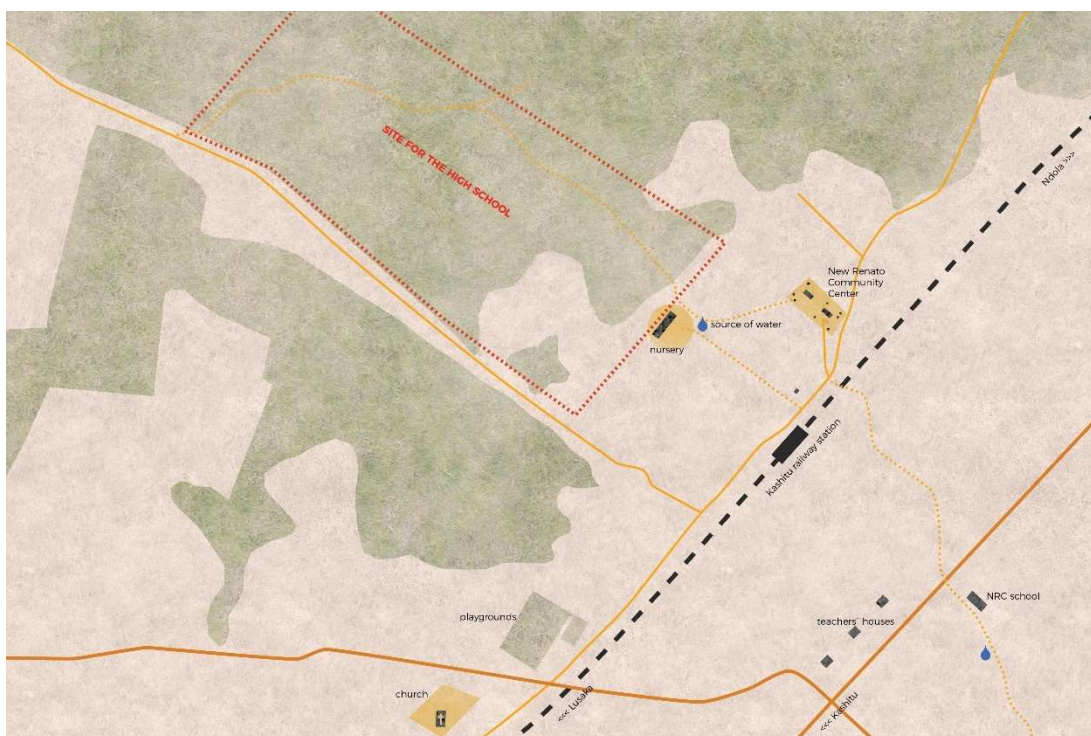 SITE FOR THE HIGH SCHOOL
Ndola >>>
New Renato
Community
Center
source of water
nursery
Kashitu railway station
NRC school
playgrounds
teachers' houses
church
<<< Lusaka
<<< Kashitu